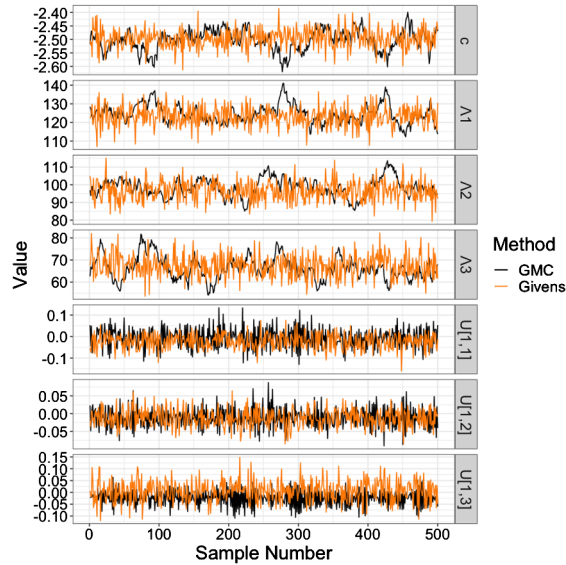 -2.40
-2.45
-2.50
-2.55
-2.60
c
140
130
120
110
Λ1
110
100
90
80
Λ2
80
70
60
Λ3
0.1
0.0
-0.1
U[1,1]
0.05
0.00
-0.05
U[1,2]
0.15
0.10
0.05
0.00
-0.05
-0.10
U[1,3]
0
100
200
300
400
500
Sample Number
Value
Method
GMC
Givens